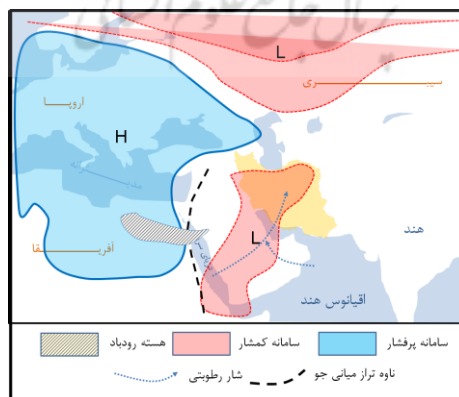 L
سیبری
اروپا
H
مدیترانه
هند
آفریقا
L
اقیانوس هند
سامانه پرفشار
سامانه کمفشار
هسته رودباد
ناوه تراز میانی جو
شار رطوبتی